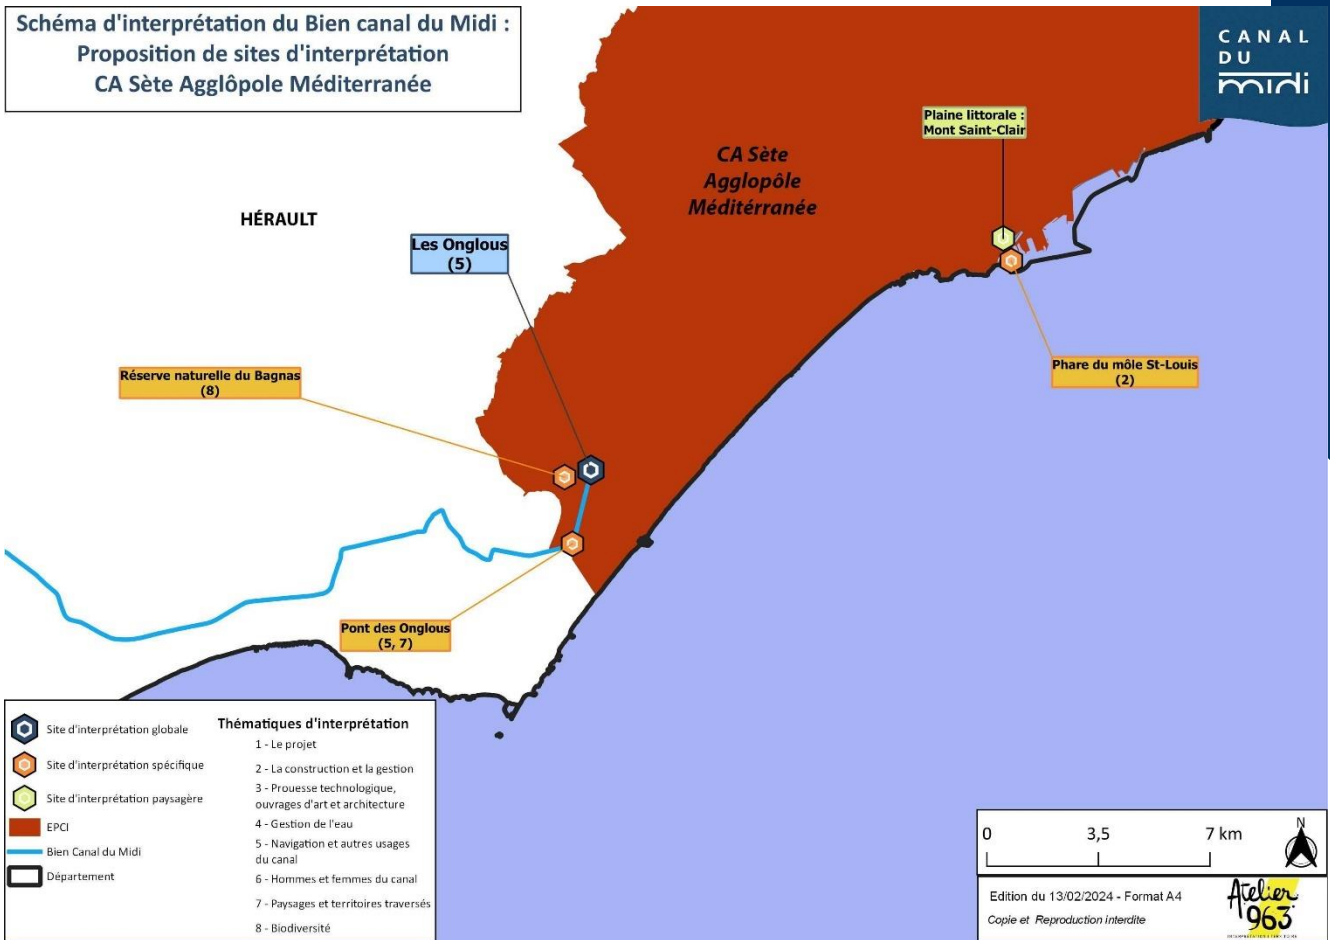 Schéma d'interprétation du Bien canal du Midi :
Proposition de sites d'interprétation
CA Sète Agglôpole Méditerranée
CANAL
DU
midi
Plaine littorale :
Mont Saint-Clair
CA Sète
Agglopôle
Méditérranée
HÉRAULT
Les Onglous
(5)
Réserve naturelle du Bagnas
(8)
Phare du môle St-Louis
(2)
Pont des Onglous
(5, 7)
Site d'interprétation globale
Site d'interprétation spécifique
Site d'interprétation paysagère
EPCI
Bien Canal du Midi
Département
Thématiques d'interprétation
1 - Le projet
2 - La construction et la gestion
3 - Prouesse technologique,
ouvrages d'art et architecture
4 - Gestion de l'eau
5 - Navigation et autres usages
du canal
6 - Hommes et femmes du canal
7 - Paysages et territoires traversés
8 - Biodiversité
0 3,5 7 km
N
Edition du 13/02/2024 - Format A4
Copie et Reproduction interdite
Atelier
963